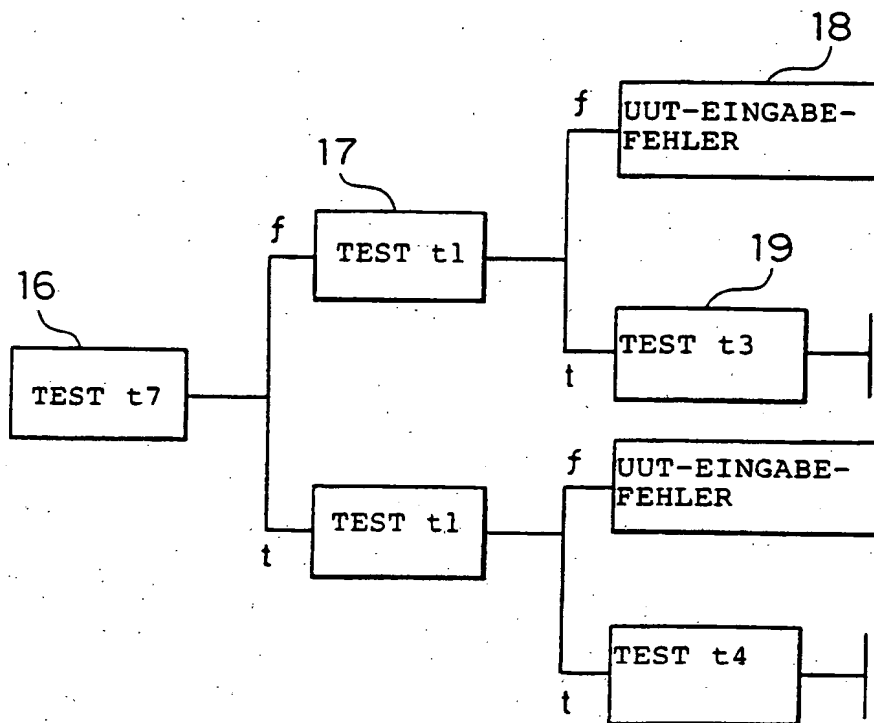 18
f
UUT-EINGABE-
FEHLER
17
f
TEST t1
19
16
t
TEST t3
TEST t7
f
UUT-EINGABE-
FEHLER
t
TEST t1
t
TEST t4